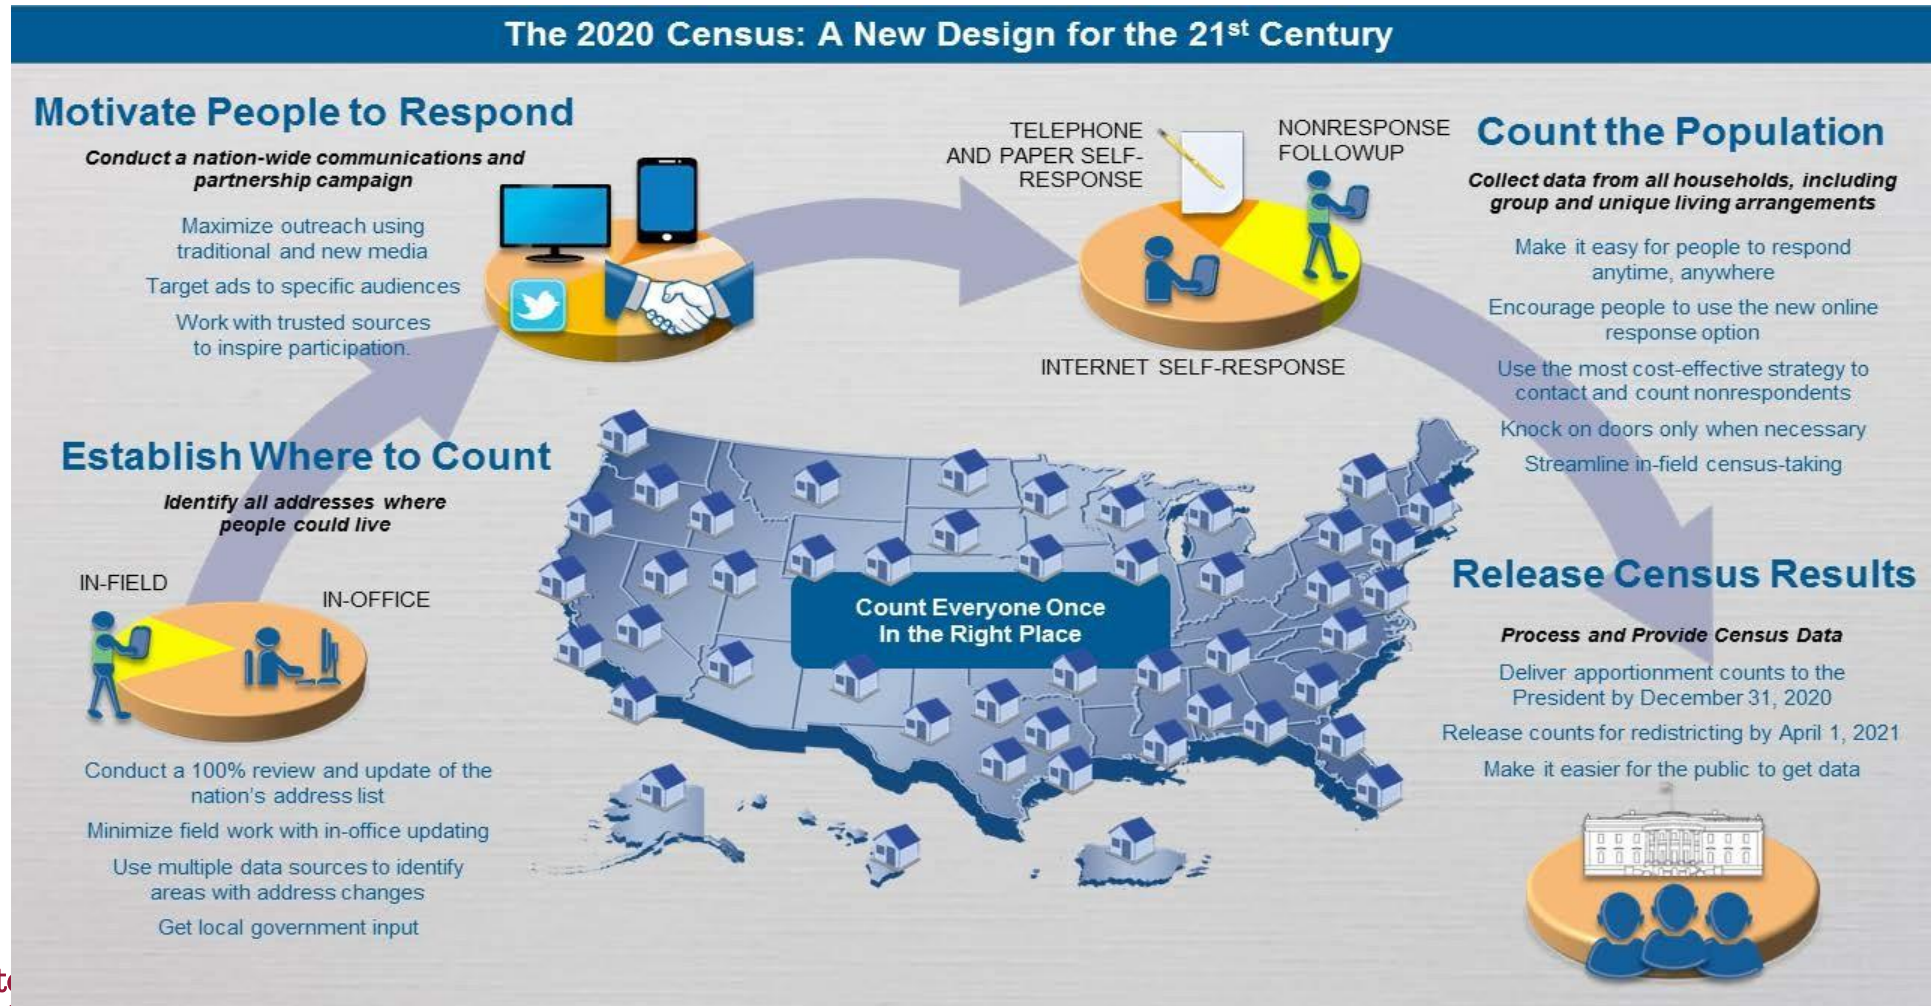 The 2020 Census: A New Design for the 21st Century
Motivate People to Respond
Conduct a nation-wide communications and
partnership campaign
Maximize outreach using
traditional and new media
Target ads to specific audiences
Work with trusted sources
to inspire participation.
Establish Where to Count
Identify all addresses where
people could live
IN-FIELD
IN-OFFICE
Conduct a 100% review and update of the
nation's address list
Minimize field work with in-office updating
Use multiple data sources to identify
areas with address changes
Get local government input
TELEPHONE
AND PAPER SELF-
RESPONSE
NONRESPONSE
FOLLOWUP
INTERNET SELF-RESPONSE
Count Everyone Once
In the Right Place
Count the Population
Collect data from all households, including
group and unique living arrangements
Make it easy for people to respond
anytime, anywhere
Encourage people to use the new online
response option
Use the most cost-effective strategy to
contact and count nonrespondents
Knock on doors only when necessary
Streamline in-field census-taking
Release Census Results
Process and Provide Census Data
Deliver apportionment counts to the
President by December 31, 2020
Release counts for redistricting by April 1, 2021
Make it easier for the public to get data